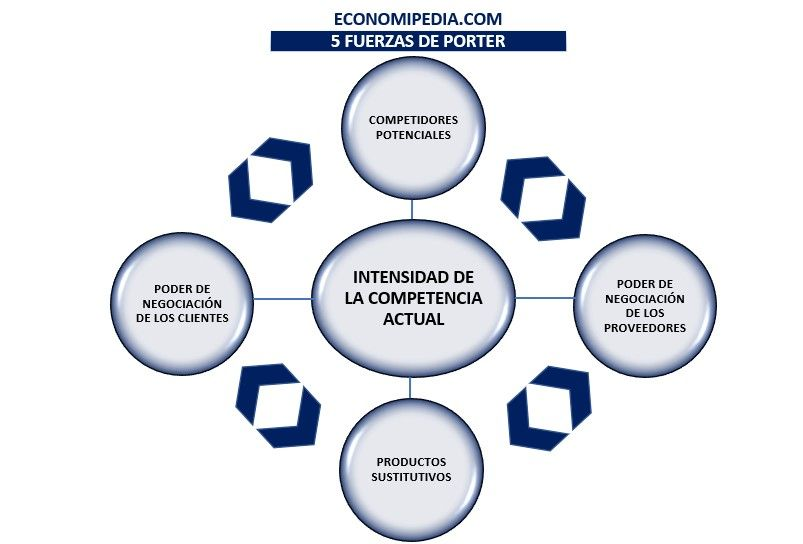 ECONOMIPEDIA.COM
5 FUERZAS DE PORTER
COMPETIDORES
POTENCIALES
PODER DE
NEGOCIACIÓN
DE LOS CLIENTES
INTENSIDAD DE
LA COMPETENCIA
ACTUAL
PODER DE
NEGOCIACIÓN
DE LOS
PROVEEDORES
PRODUCTOS
SUSTITUTIVOS